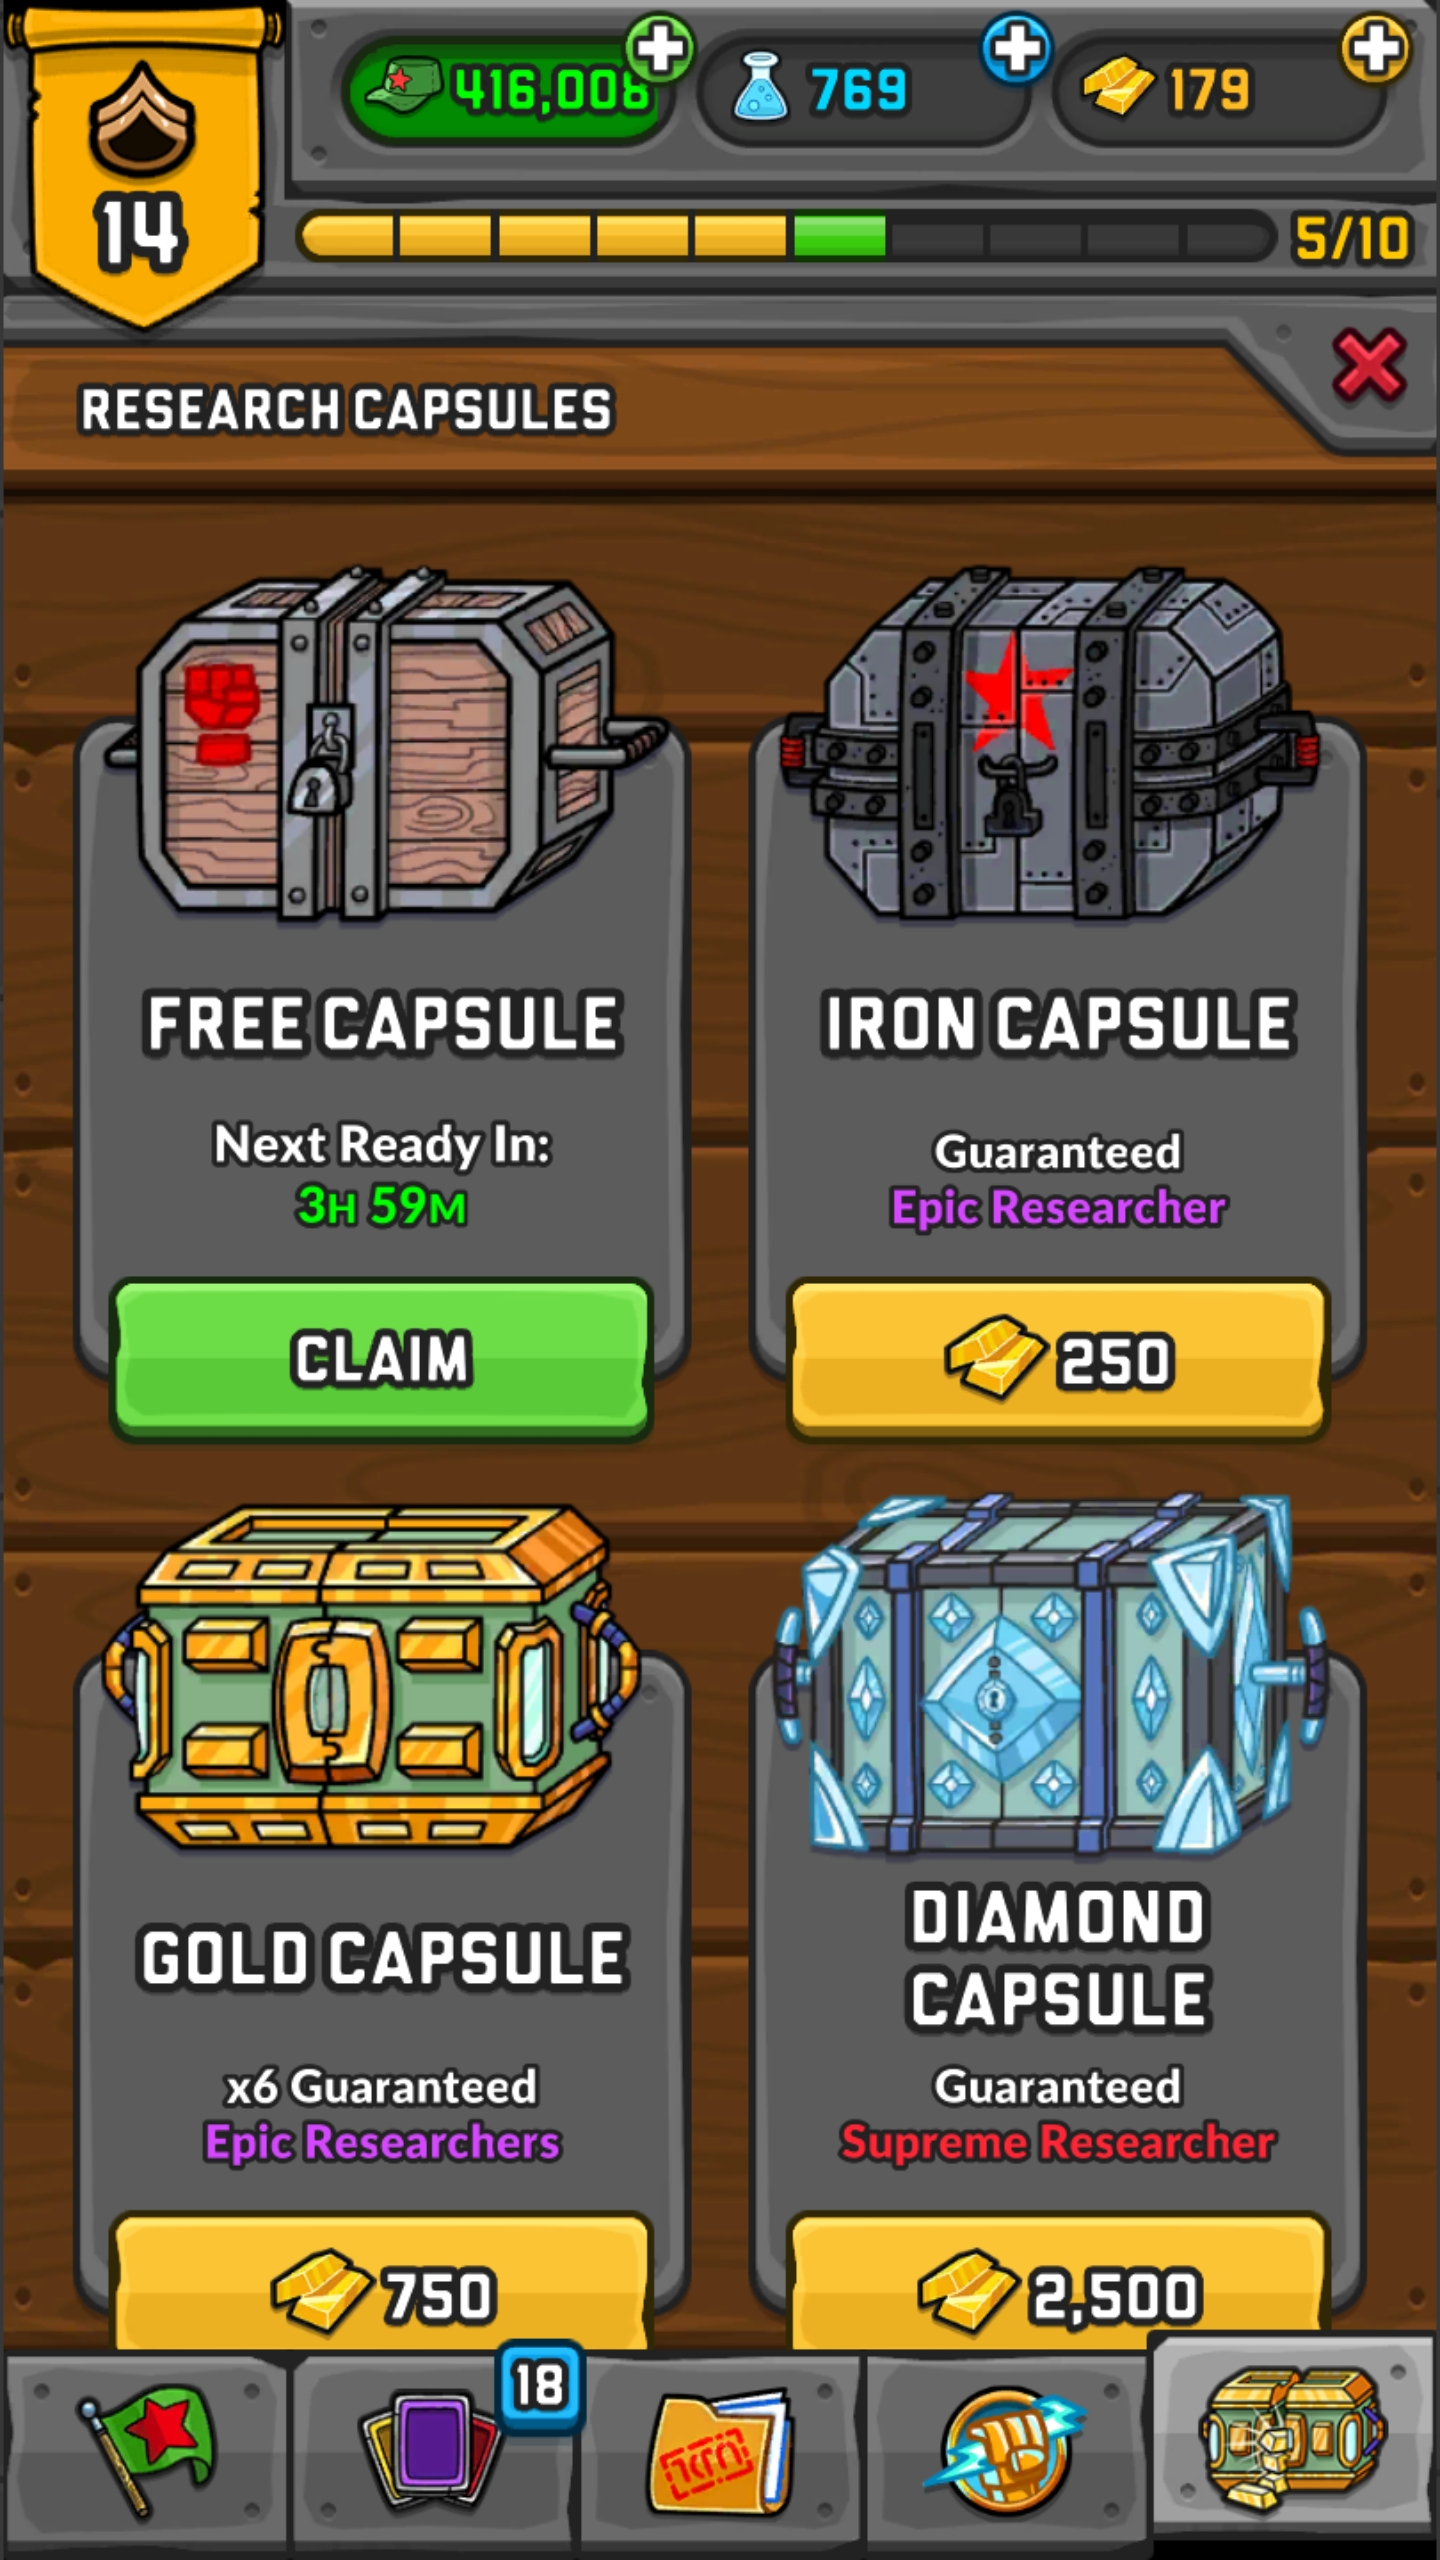 416,008
769
179
14
5/10
RESEARCH CAPSULES
FREE CAPSULE
Next Ready In:
3H 59M
CLAIM
IRON CAPSULE
Guaranteed
Epic Researcher
250
GOLD CAPSULE
x6 Guaranteed
Epic Researchers
750
DIAMOND
CAPSULE
Guaranteed
Supreme Researcher
2,500
18